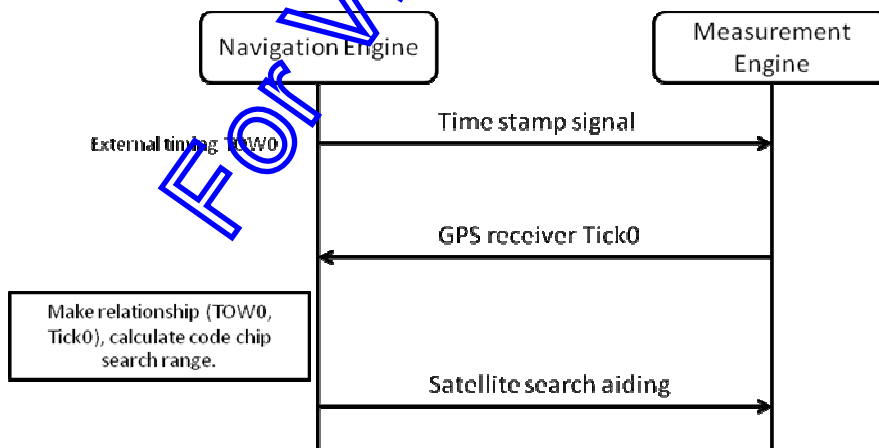 Navigation Engine
Measurement
Engine
Time stamp signal
External timing TOW0
GPS receiver Tick0
Make relationship (TOW0,
Tick0), calculate code chip
search range.
Satellite search aiding
For